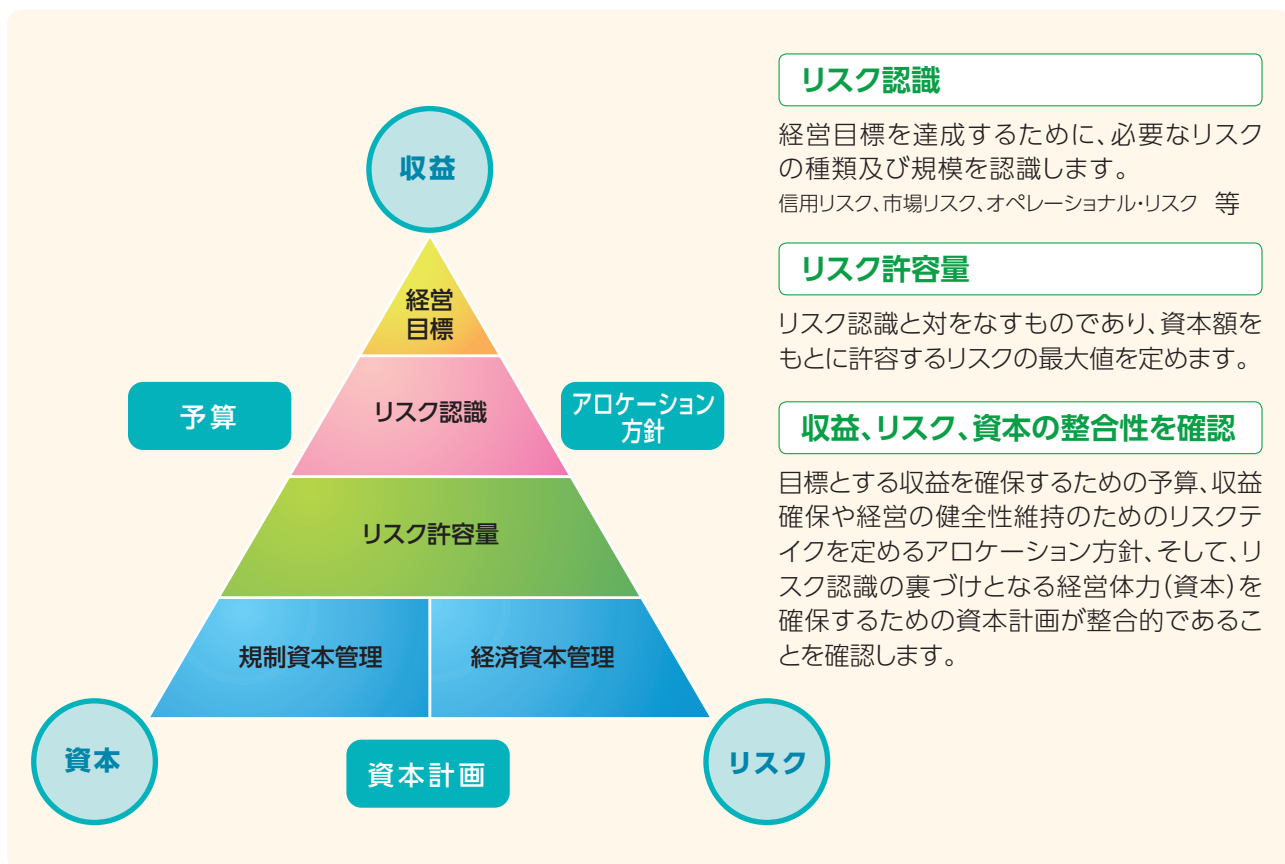 収益
経営
目標
予算
リスク認識
アロケーション
方針
リスク許容量
規制資本管理
経済資本管理
資本
資本計画
リスク
リスク認識
経営目標を達成するために、必要なリスク
の種類及び規模を認識します。
信用リスク、市場リスク、オペレーショナル・リスク 等
リスク許容量
リスク認識と対をなすものであり、資本額を
もとに許容するリスクの最大値を定めます。
収益、リスク、資本の整合性を確認
目標とする収益を確保するための予算、収益
確保や経営の健全性維持のためのリスクテ
イクを定めるアロケーション方針、そして、リ
スク認識の裏づけとなる経営体力(資本)を
確保するための資本計画が整合的であるこ
とを確認します。